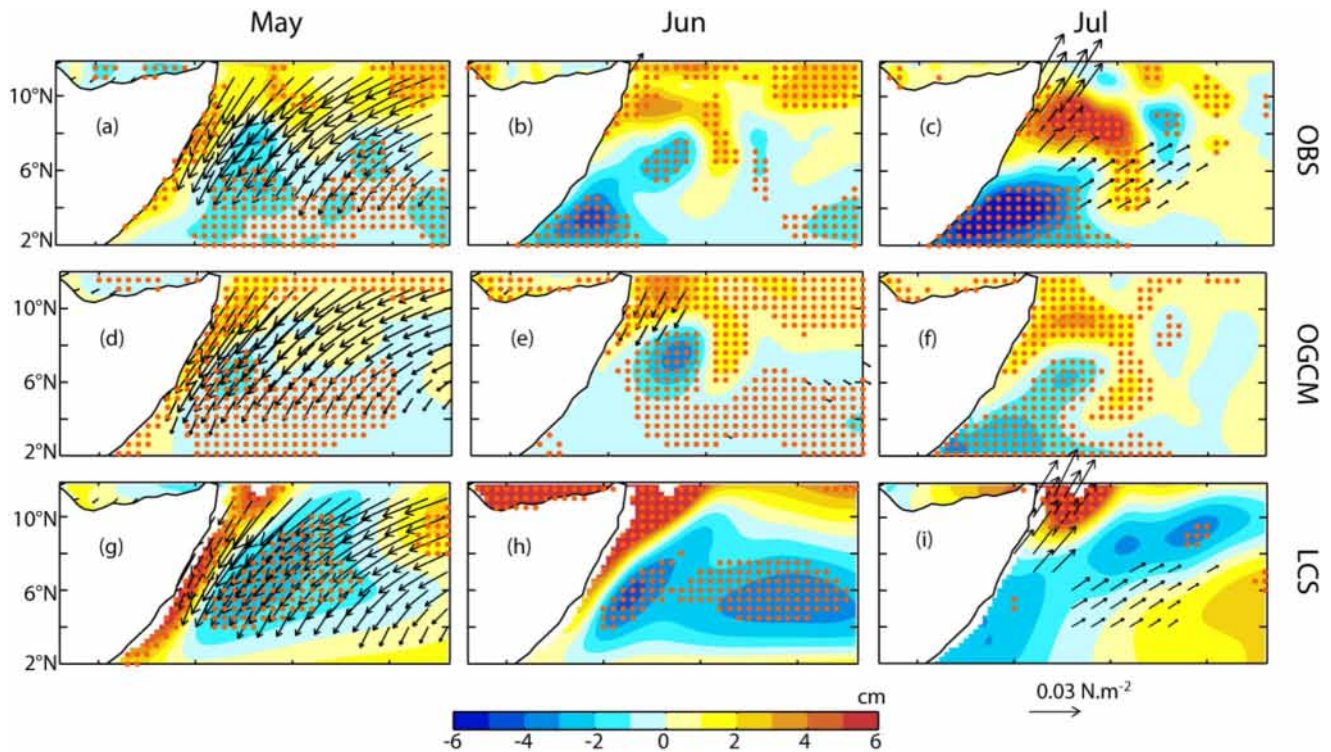 May Jun Jul
10°N (a) (b) (c) OBS
6°N
2°N
10°N (d) (e) (f) OGCM
6°N
2°N
10°N (g) (h) (i) LCS
6°N
2°N
cm 0.03 N.m⁻²
-6 -4 -2 0 2 4 6